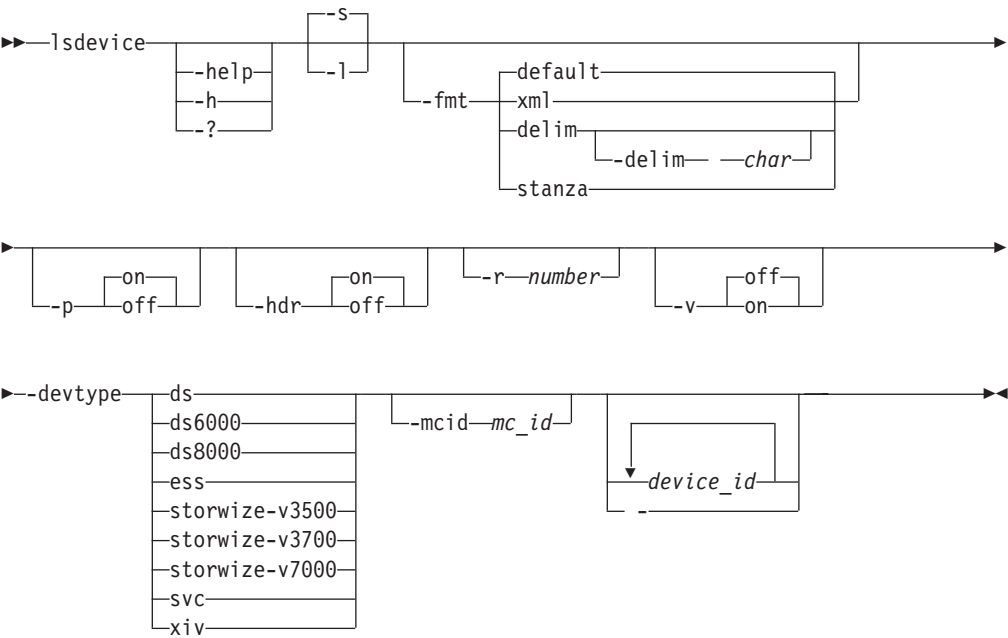 -s
lsdevice
-help -l default
-h -fmt xml
-? delim
-delim char
stanza
on on -r number off
-p off -hdr off -v on
-devtype ds
ds6000 -mcid mc_id
ds8000
ess device_id
storwize-v3500 -
storwize-v3700
storwize-v7000
svc
xiv